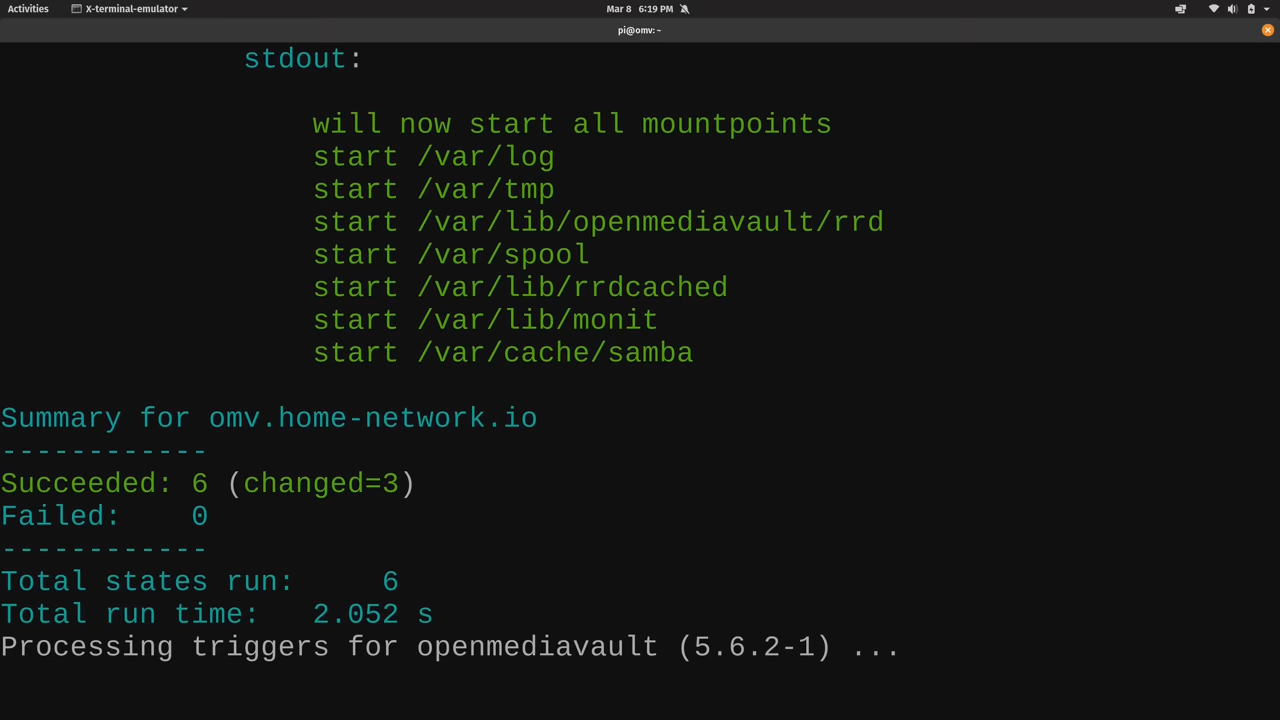 Activities X-terminal-emulator Mar 8 6:19 PM
pi@omv: ~
stdout:
will now start all mountpoints
start /var/log
start /var/tmp
start /var/lib/openmediavault/rrd
start /var/spool
start /var/lib/rrdcached
start /var/lib/monit
start /var/cache/samba
Summary for omv.home-network.io
------------
Succeeded: 6 (changed=3)
Failed:    0
------------
Total states run:     6
Total run time:   2.052 s
Processing triggers for openmediavault (5.6.2-1) ...